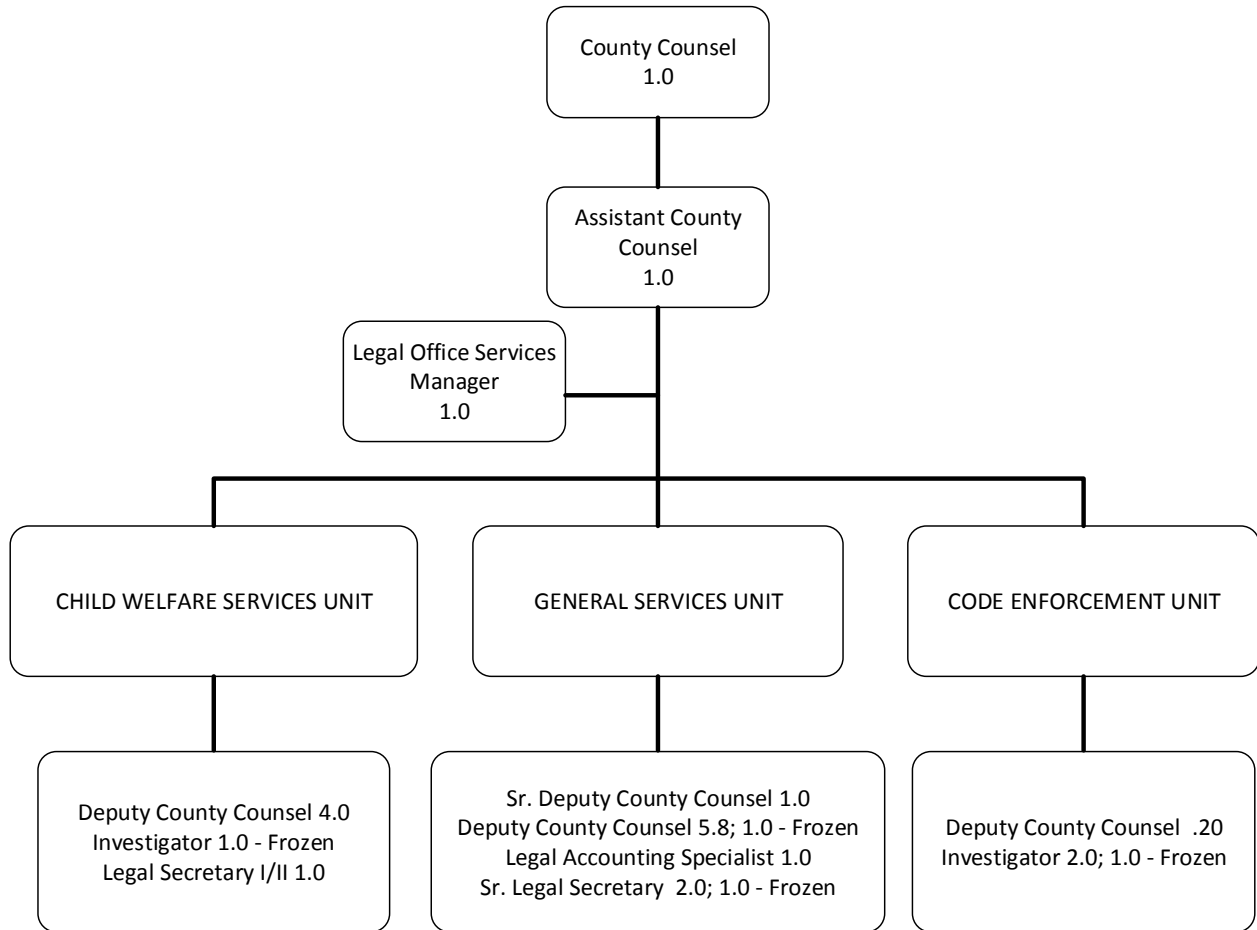 County Counsel
1.0
Assistant County
Counsel
1.0
Legal Office Services
Manager
1.0
CHILD WELFARE SERVICES UNIT
GENERAL SERVICES UNIT
CODE ENFORCEMENT UNIT
Deputy County Counsel 4.0
Investigator 1.0 - Frozen
Legal Secretary I/II 1.0
Sr. Deputy County Counsel 1.0
Deputy County Counsel 5.8; 1.0 - Frozen
Legal Accounting Specialist 1.0
Sr. Legal Secretary  2.0; 1.0 - Frozen
Deputy County Counsel  .20
Investigator 2.0; 1.0 - Frozen